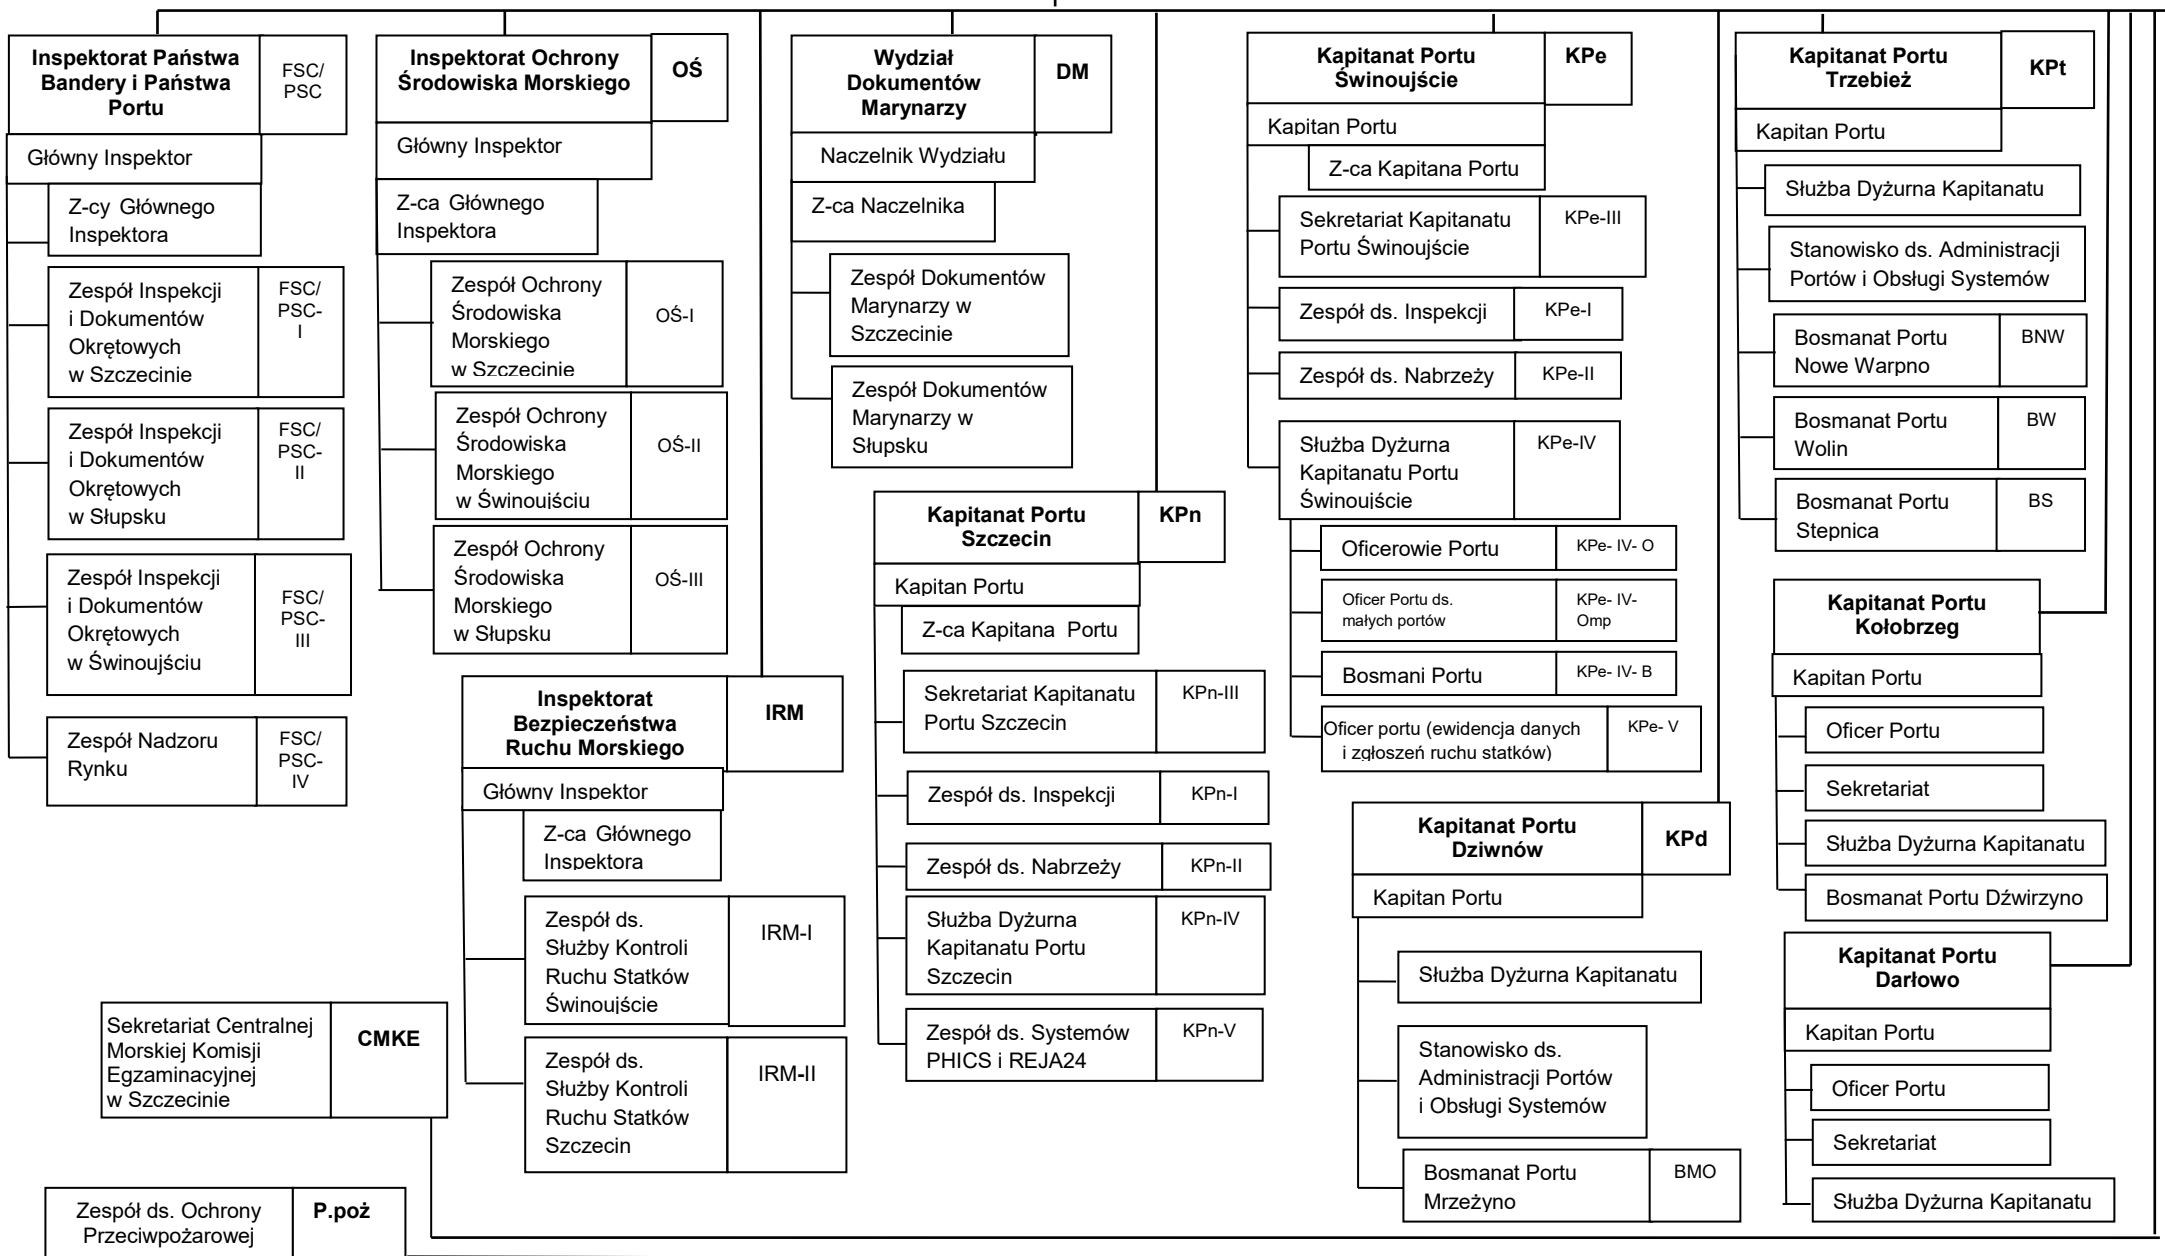 Inspektorat Państwa
Bandery i Państwa
Portu
FSC/
PSC
Główny Inspektor
Z-cy Głównego
Inspektora
Zespół Inspekcji
i Dokumentów
Okrętowych
w Szczecinie
FSC/
PSC-
I
Zespół Inspekcji
i Dokumentów
Okrętowych
w Słupsku
FSC/
PSC-
II
Zespół Inspekcji
i Dokumentów
Okrętowych
w Świnoujściu
FSC/
PSC-
III
Zespół Nadzoru
Rynku
FSC/
PSC-
IV
Inspektorat Ochrony
Środowiska Morskiego
OŚ
Główny Inspektor
Z-ca Głównego
Inspektora
Zespół Ochrony
Środowiska
Morskiego
w Szczecinie
OŚ-I
Zespół Ochrony
Środowiska
Morskiego
w Świnoujściu
OŚ-II
Zespół Ochrony
Środowiska
Morskiego
w Słupsku
OŚ-III
Inspektorat
Bezpieczeństwa
Ruchu Morskiego
IRM
Główny Inspektor
Z-ca Głównego
Inspektora
Zespół ds.
Służby Kontroli
Ruchu Statków
Świnoujście
IRM-I
Zespół ds.
Służby Kontroli
Ruchu Statków
Szczecin
IRM-II
Sekretariat Centralnej
Morskiej Komisji
Egzaminacyjnej
w Szczecinie
CMKE
Zespół ds. Ochrony
Przeciwpożarowej
P.poż
Wydział
Dokumentów
Marynarzy
DM
Naczelnik Wydziału
Z-ca Naczelnika
Zespół Dokumentów
Marynarzy w
Szczecinie
Zespół Dokumentów
Marynarzy w
Słupsku
Kapitanat Portu
Szczecin
KPn
Kapitan Portu
Z-ca Kapitana Portu
Sekretariat Kapitanatu
Portu Szczecin
KPn-III
Zespół ds. Inspekcji
KPn-I
Zespół ds. Nabrzeży
KPn-II
Służba Dyżurna
Kapitanatu Portu
Szczecin
KPn-IV
Zespół ds. Systemów
PHICS i REJA24
KPn-V
Kapitanat Portu
Świnoujście
KPe
Kapitan Portu
Z-ca Kapitana Portu
Sekretariat Kapitanatu
Portu Świnoujście
KPe-III
Zespół ds. Inspekcji
KPe-I
Zespół ds. Nabrzeży
KPe-II
Służba Dyżurna
Kapitanatu Portu
Świnoujście
KPe-IV
Oficerowie Portu
KPe- IV- O
Oficer Portu ds.
małych portów
KPe- IV-
Omp
Bosmani Portu
KPe- IV- B
Oficer portu (ewidencja danych
i zgłoszeń ruchu statków)
KPe- V
Kapitanat Portu
Dziwnów
KPd
Kapitan Portu
Służba Dyżurna Kapitanatu
Stanowisko ds.
Administracji Portów
i Obsługi Systemów
Bosmanat Portu
Mrzeżyno
BMO
Kapitanat Portu
Trzebież
KPt
Kapitan Portu
Służba Dyżurna Kapitanatu
Stanowisko ds. Administracji
Portów i Obsługi Systemów
Bosmanat Portu
Nowe Warpno
BNW
Bosmanat Portu
Wolin
BW
Bosmanat Portu
Stepnica
BS
Kapitanat Portu
Kołobrzeg
Kapitan Portu
Oficer Portu
Sekretariat
Służba Dyżurna Kapitanatu
Bosmanat Portu Dźwirzyno
Kapitanat Portu
Darłowo
Kapitan Portu
Oficer Portu
Sekretariat
Służba Dyżurna Kapitanatu